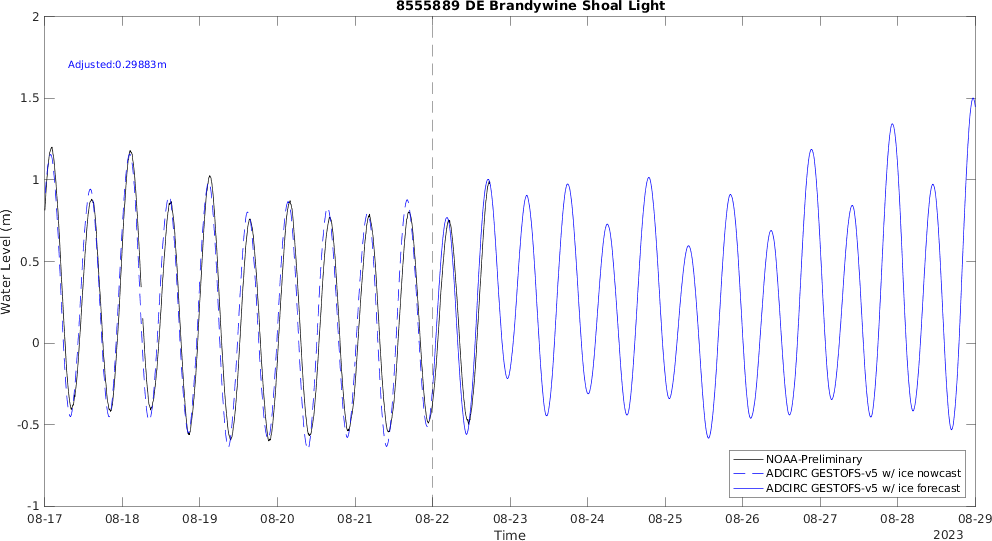 8555889 DE Brandywine Shoal Light
Adjusted:0.29883m
2
1.5
1
0.5
0
-0.5
-1
Water Level (m)
NOAA-Preliminary
ADCIRC GESTOFS-v5 w/ ice nowcast
ADCIRC GESTOFS-v5 w/ ice forecast
08-17 08-18 08-19 08-20 08-21 08-22 08-23 08-24 08-25 08-26 08-27 08-28 08-29
Time
2023